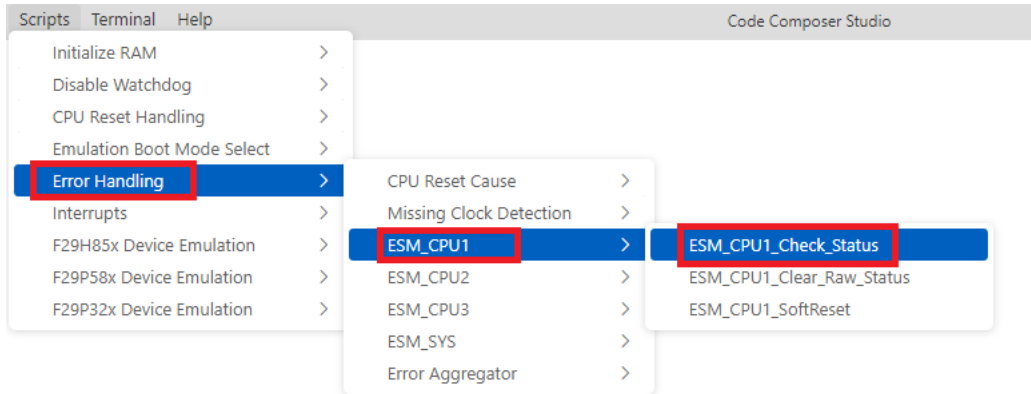 Scripts Terminal Help Code Composer Studio
Initialize RAM
Disable Watchdog
CPU Reset Handling
Emulation Boot Mode Select
Error Handling
Interrupts
F29H85x Device Emulation
F29P58x Device Emulation
F29P32x Device Emulation
CPU Reset Cause
Missing Clock Detection
ESM_CPU1
ESM_CPU2
ESM_CPU3
ESM_SYS
Error Aggregator
ESM_CPU1_Check_Status
ESM_CPU1_Clear_Raw_Status
ESM_CPU1_SoftReset